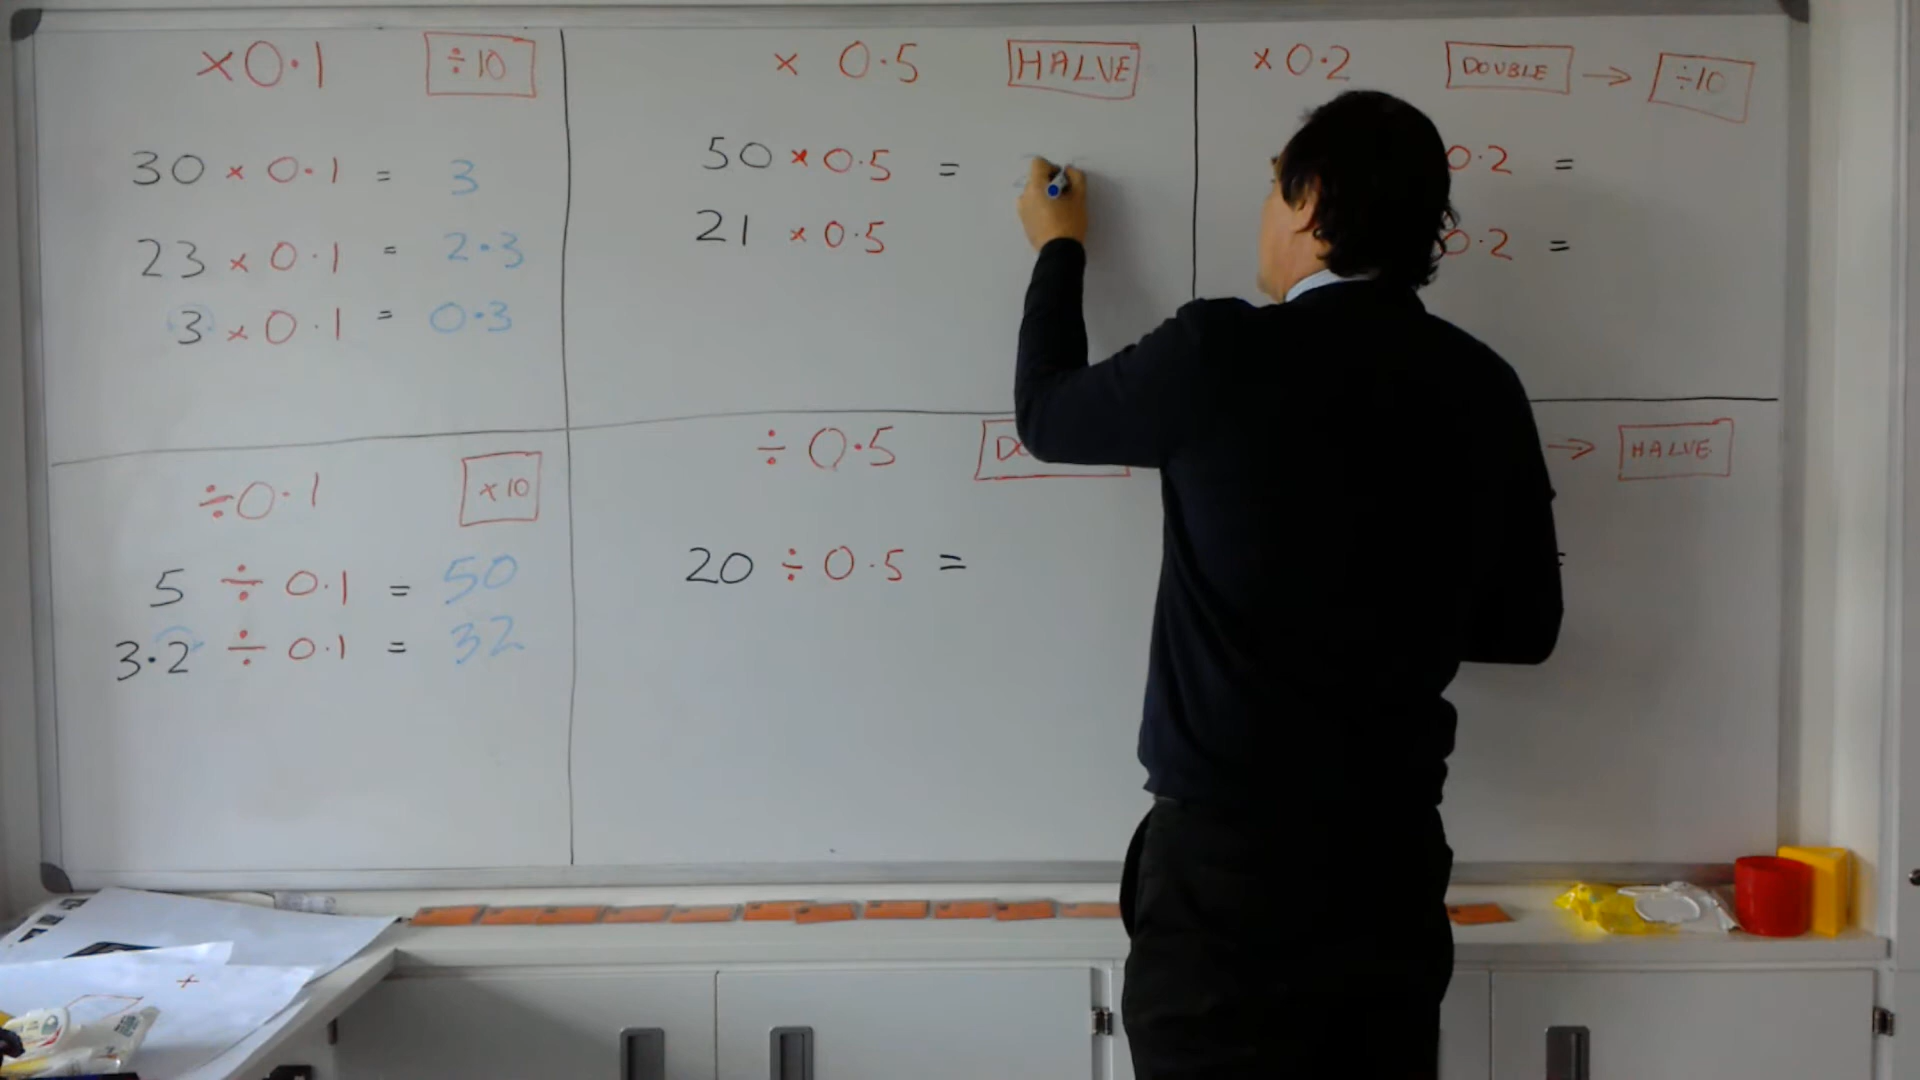 ×0.1 ÷10
30 × 0.1 = 3
23 × 0.1 = 2.3
3 × 0.1 = 0.3
× 0.5 HALVE
50 × 0.5 =
21 × 0.5
×0.2 DOUBLE → ÷10
0.2 =
0.2 =
÷0.1 ×10
5 ÷ 0.1 = 50
3.2 ÷ 0.1 = 32
÷ 0.5
20 ÷ 0.5 =
→ HALVE